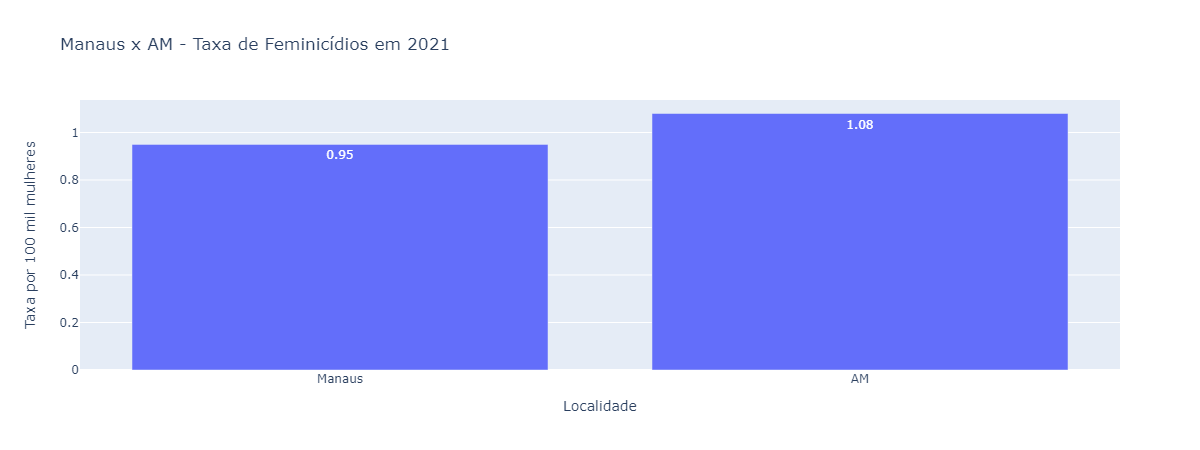 Manaus x AM - Taxa de Feminicídios em 2021
Taxa por 100 mil mulheres
1
0.8
0.6
0.4
0.2
0
0.95
1.08
Manaus
AM
Localidade